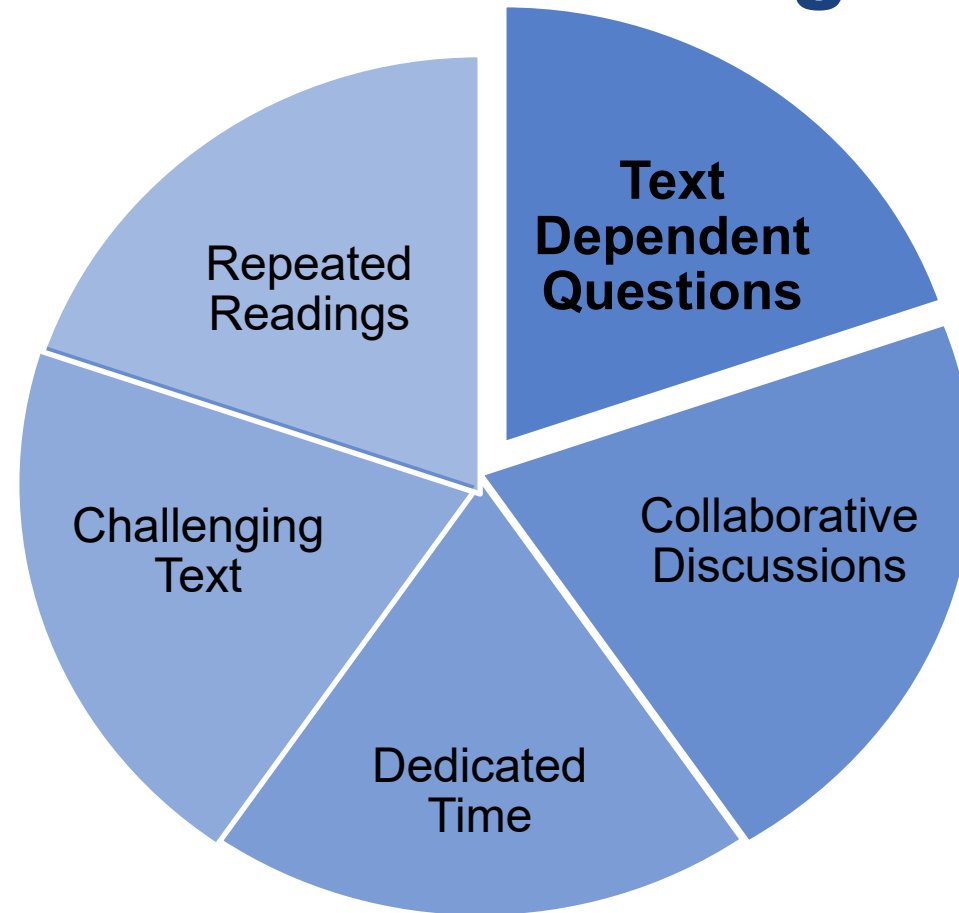 Text
Dependent
Questions
Repeated
Readings
Collaborative
Discussions
Challenging
Text
Dedicated
Time